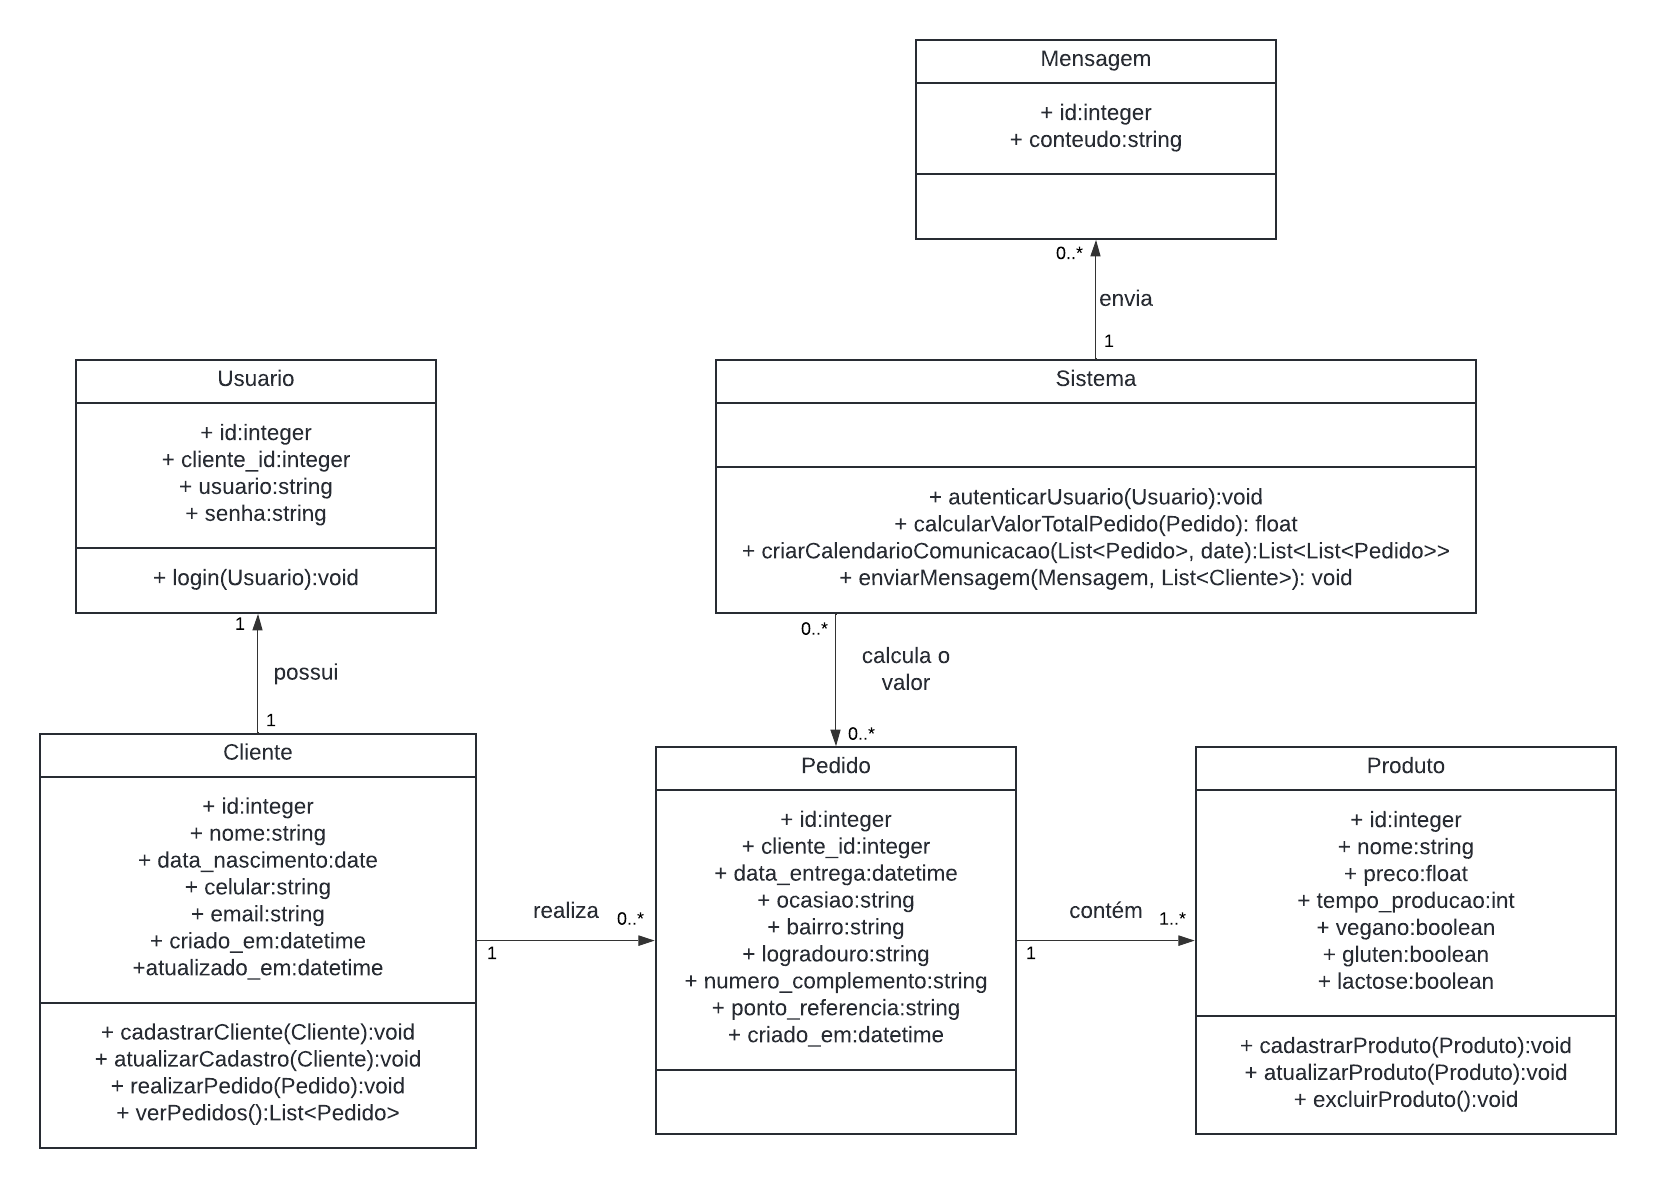 Mensagem
+ id:integer
+ conteudo:string
0..*
envia
1
Usuario
+ id:integer
+ cliente_id:integer
+ usuario:string
+ senha:string
+ login(Usuario):void
Sistema
+ autenticarUsuario(Usuario):void
+ calcularValorTotalPedido(Pedido): float
+ criarCalendarioComunicacao(List<Pedido>, date):List<List<Pedido>>
+ enviarMensagem(Mensagem, List<Cliente>): void
1
possui
1
0..*
calcula o
valor
0..*
Cliente
+ id:integer
+ nome:string
+ data_nascimento:date
+ celular:string
+ email:string
+ criado_em:datetime
+atualizado_em:datetime
+ cadastrarCliente(Cliente):void
+ atualizarCadastro(Cliente):void
+ realizarPedido(Pedido):void
+ verPedidos():List<Pedido>
realiza
0..*
1
Pedido
+ id:integer
+ cliente_id:integer
+ data_entrega:datetime
+ ocasiao:string
+ bairro:string
+ logradouro:string
+ numero_complemento:string
+ ponto_referencia:string
+ criado_em:datetime
contém
1..*
1
Produto
+ id:integer
+ nome:string
+ preco:float
+ tempo_producao:int
+ vegano:boolean
+ gluten:boolean
+ lactose:boolean
+ cadastrarProduto(Produto):void
+ atualizarProduto(Produto):void
+ excluirProduto():void